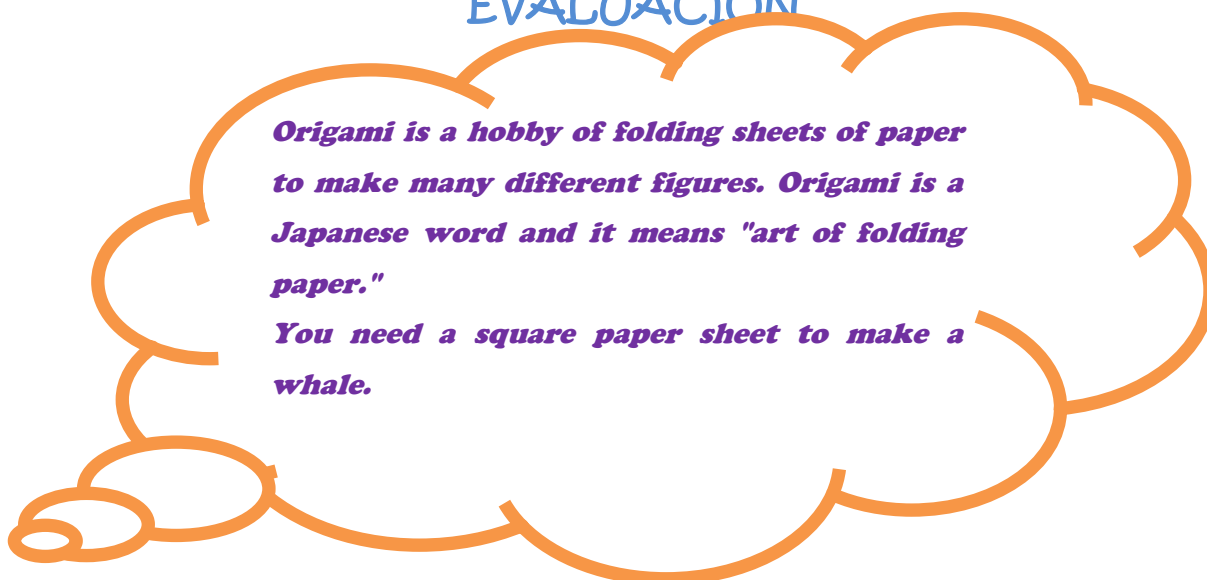 EVALUACIÓN
Origami is a hobby of folding sheets of paper
to make many different figures. Origami is a
Japanese word and it means "art of folding
paper."
You need a square paper sheet to make a
whale.